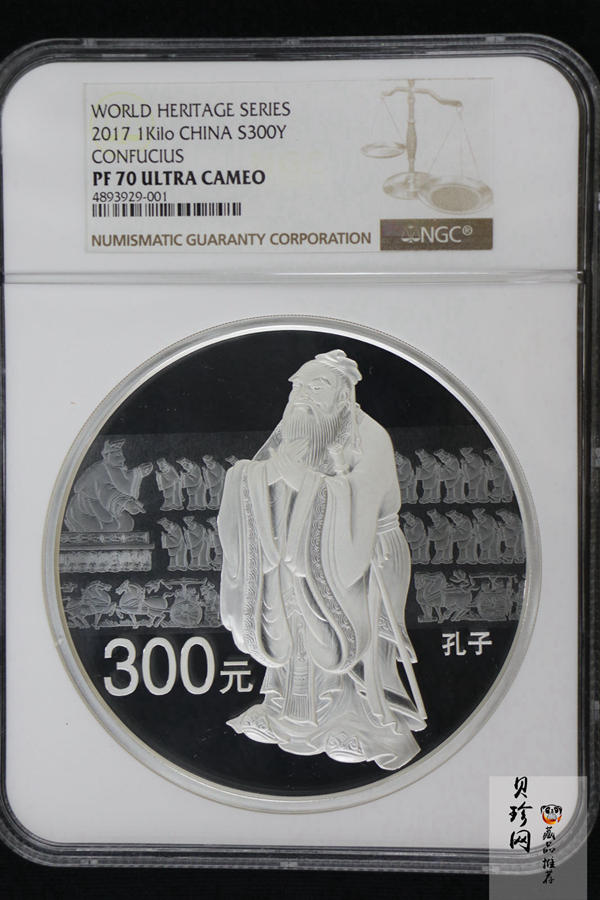 WORLD HERITAGE SERIES
2017 1Kilo CHINA S300Y
CONFUCIUS
PF 70 ULTRA CAMEO
4893929-001
NUMISMATIC GUARANTY CORPORATION
NGC®
300元
孔子
贝珍网
藏品推荐